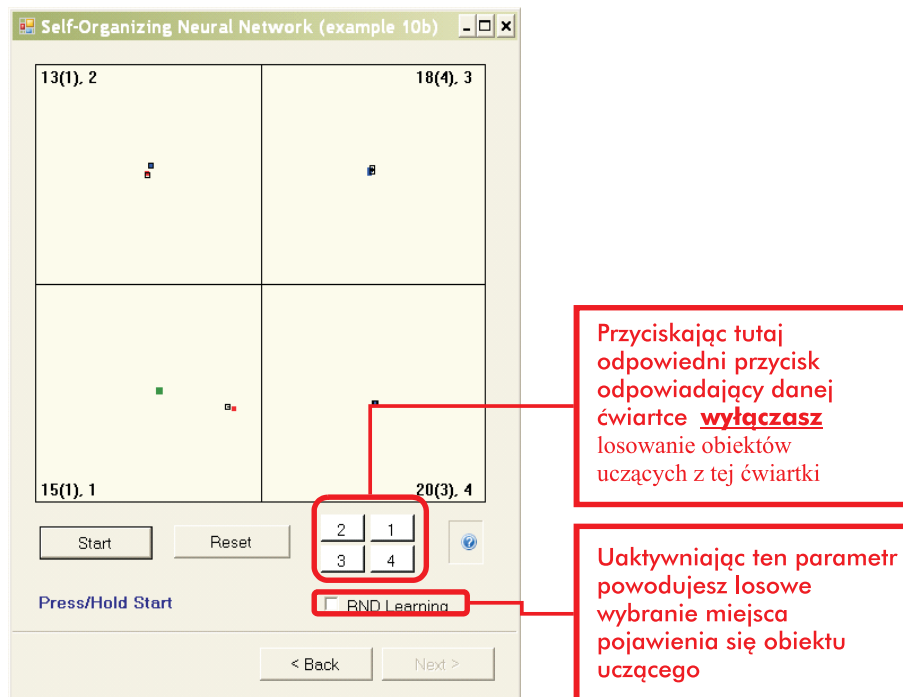 Self-Organizing Neural Network (example 10b)
13(1), 2
18(4), 3
15(1), 1
20(3), 4
Start
Reset
2
1
3
4
Press/Hold Start
RND Learning
< Back
Next >
Przyciskając tutaj
odpowiedni przycisk
odpowiadający danej
ćwiartce wyłączasz
losowanie obiektów
uczących z tej ćwiartki
Uaktywniając ten parametr
powodujesz losowe
wybranie miejsca
pojawienia się obiektu
uczącego